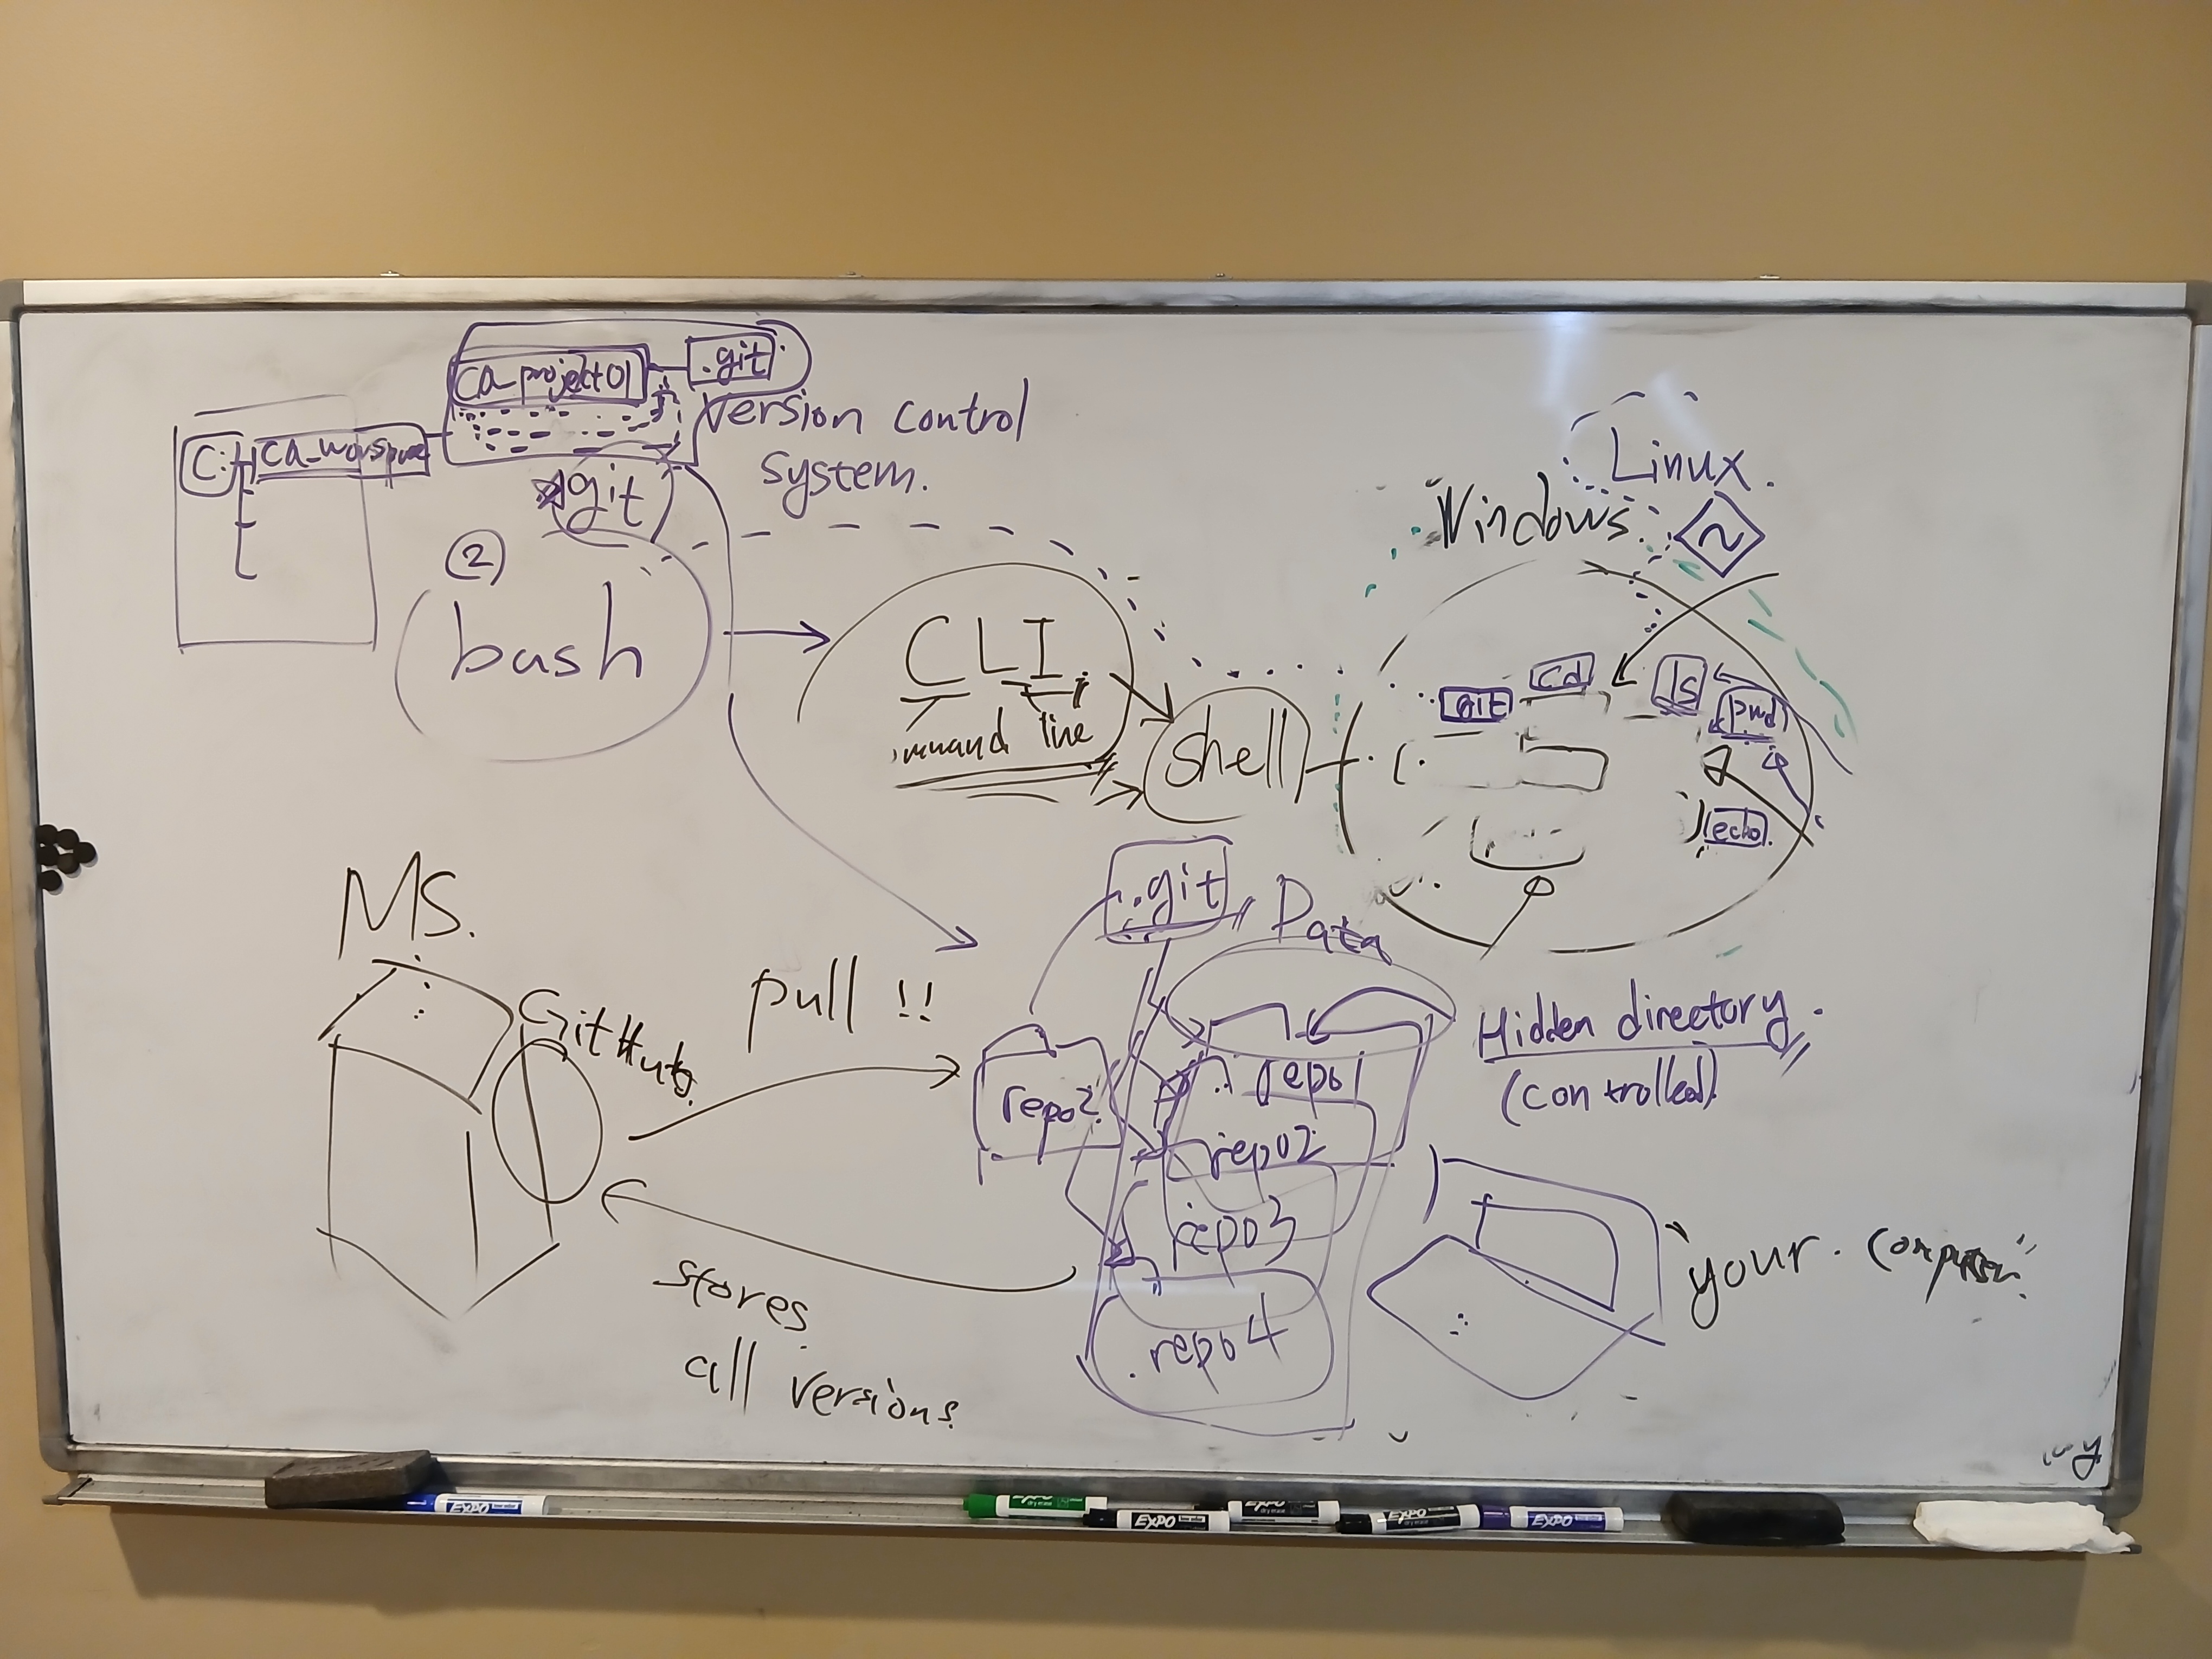 ca_project01
.git
Version control
system.
C:\
git
②
bash
CLI.
line
shell
Linux.
Windows.
~
git
cd
ls
pwd
echo
MS.
GitHub
pull !!
stores
all versions
.git
Data
repo2
repo1
repo2
repo3
.repo4
Hidden directory.
(controlled)
"your. computer"
EXPO
EXPO
EXPO
EXPO
EXPO